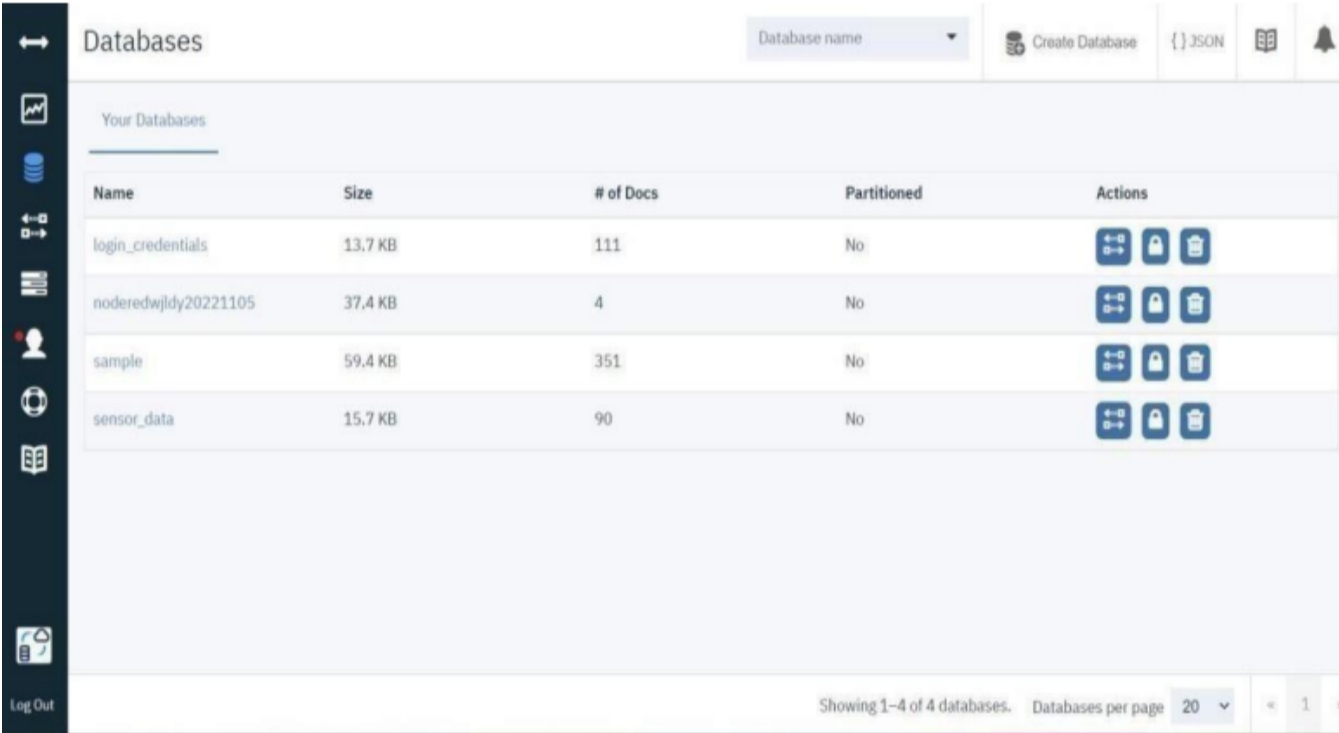 Databases
Database name
Create Database
{ } JSON
Your Databases
Name Size # of Docs Partitioned Actions
login_credentials 13.7 KB 111 No
noderedwjldy20221105 37.4 KB 4 No
sample 59.4 KB 351 No
sensor_data 15.7 KB 90 No
Log Out
Showing 1–4 of 4 databases. Databases per page 20 « 1